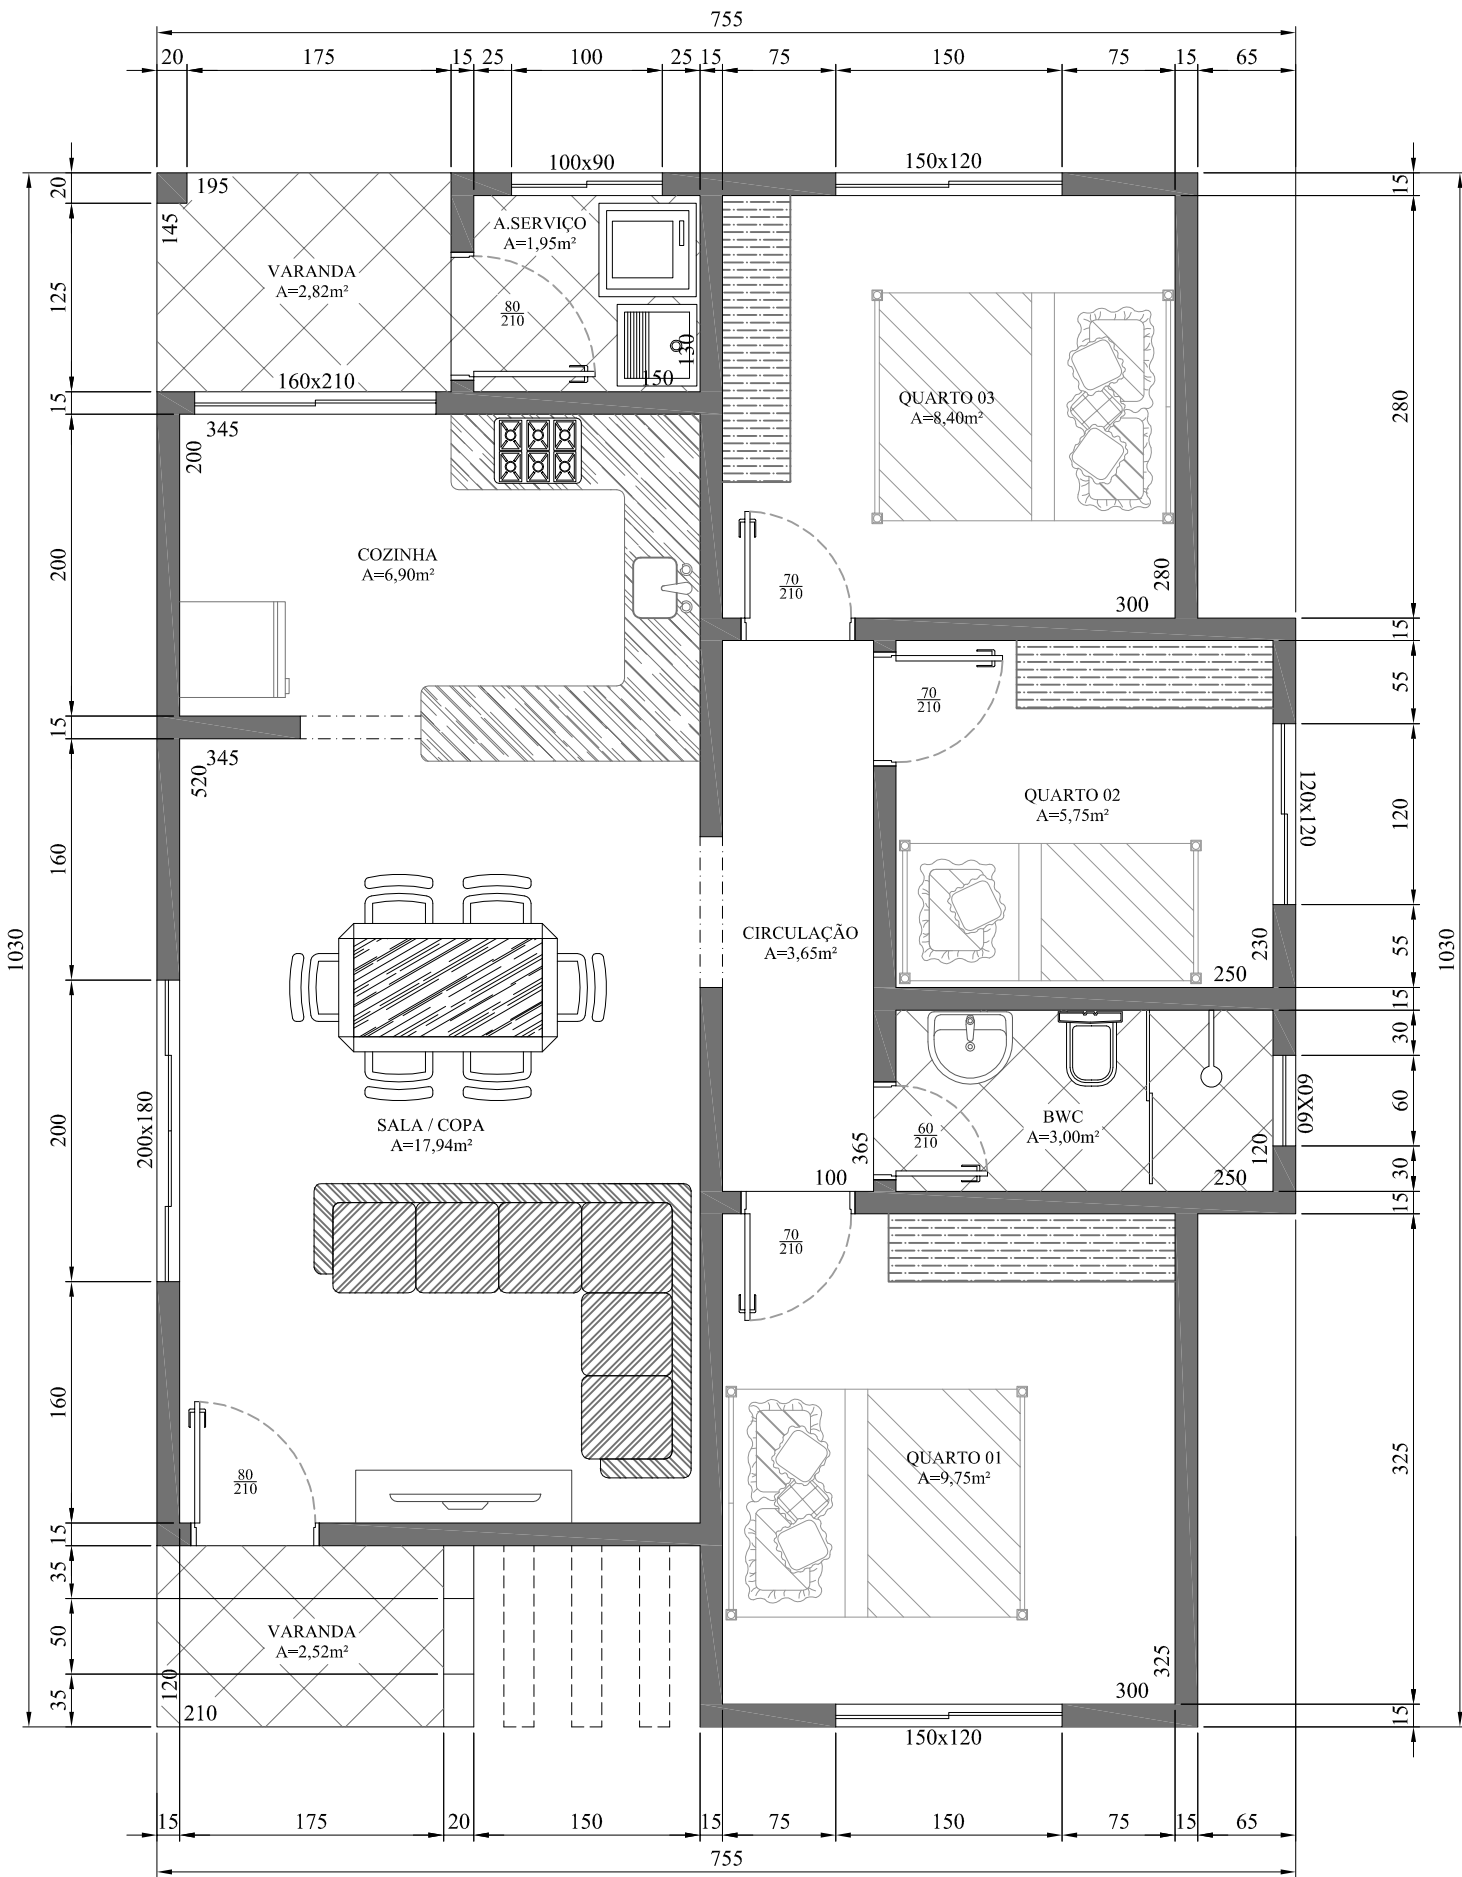 755
20 175 15 25 100 25 15 75 150 75 15 65
100x90
150x120
20
195
145
A.SERVIÇO
A=1,95m²
15
VARANDA
A=2,82m²
125
80
210
130
150
160x210
15
345
200
QUARTO 03
A=8,40m²
280
COZINHA
A=6,90m²
200
70
210
280
300
15
55
70
210
15
345
520
QUARTO 02
A=5,75m²
120x120
120
160
1030
CIRCULAÇÃO
A=3,65m²
230
250
55
1030
15
30
200x180
200
SALA / COPA
A=17,94m²
365
100
60
210
BWC
A=3,00m²
120
250
60X60
60
30
15
70
210
160
80
210
QUARTO 01
A=9,75m²
325
15
35
50
35
VARANDA
A=2,52m²
120
210
325
300
15
150x120
15 175 20 150 15 75 150 75 15 65
755